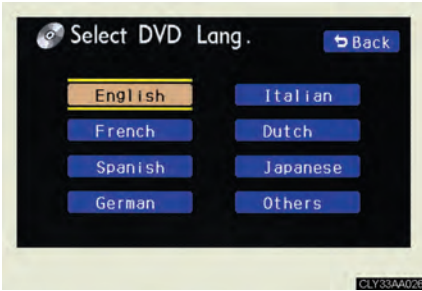 Select DVD Lang.
Back
English
Italian
French
Dutch
Spanish
Japanese
German
Others
CLY33AA026